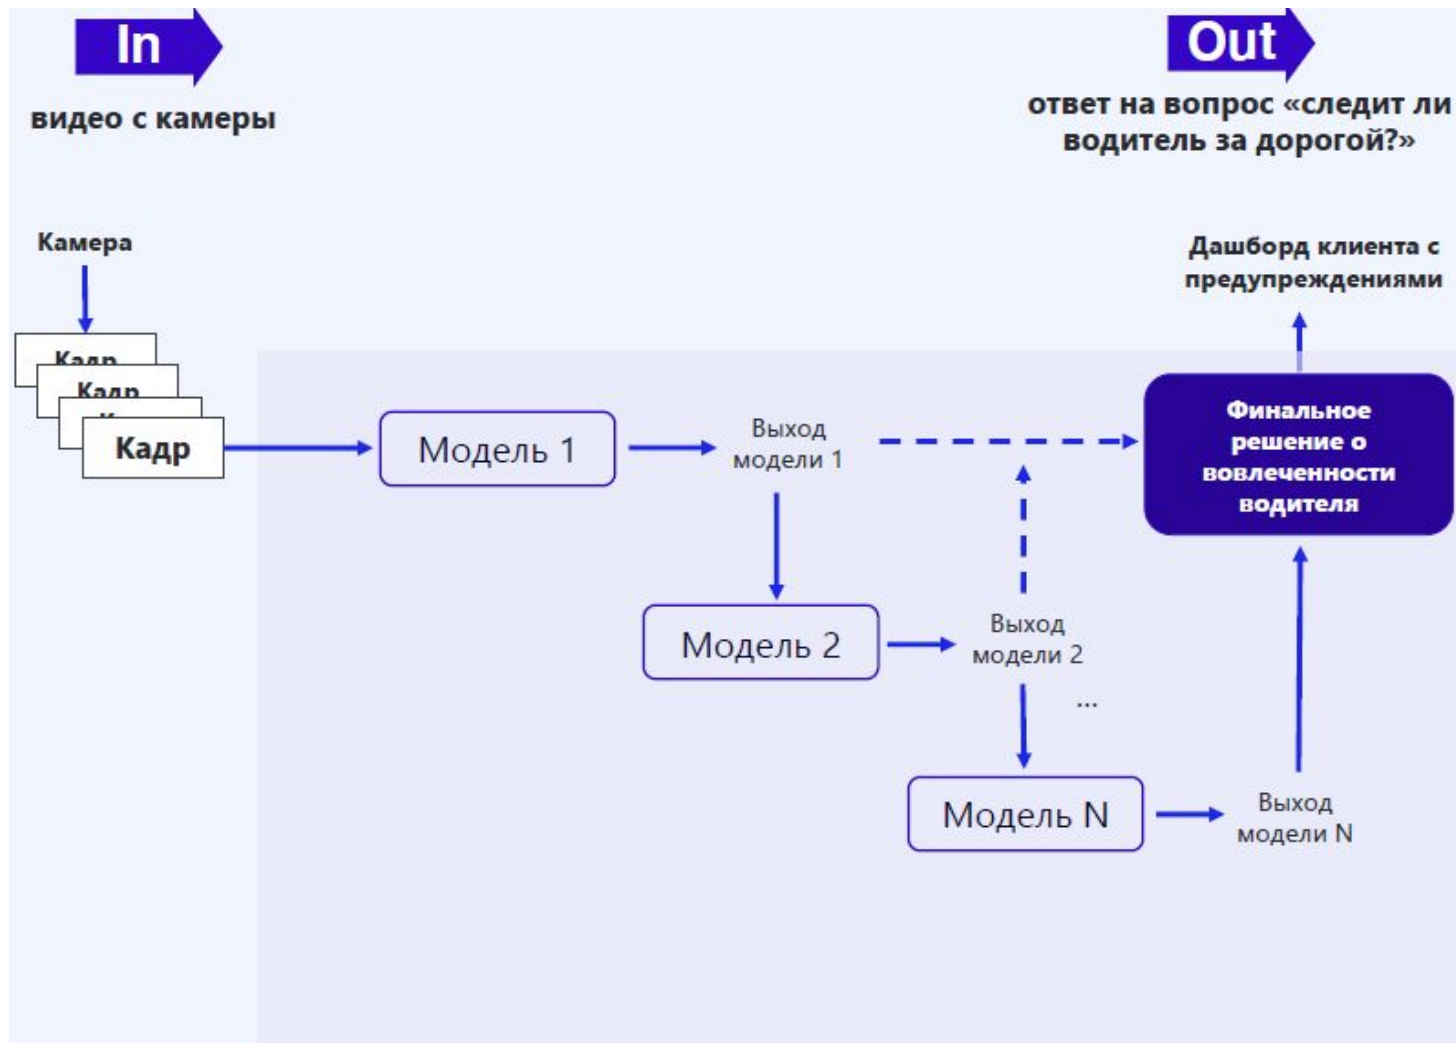 In
Out
видео с камеры
ответ на вопрос «следит ли
водитель за дорогой?»
Камера
Дашборд клиента с
предупреждениями
Кадр
Кадр
Кадр
Модель 1
Выход
модели 1
Финальное
решение о
вовлеченности
водителя
Модель 2
Выход
модели 2
...
Модель N
Выход
модели N